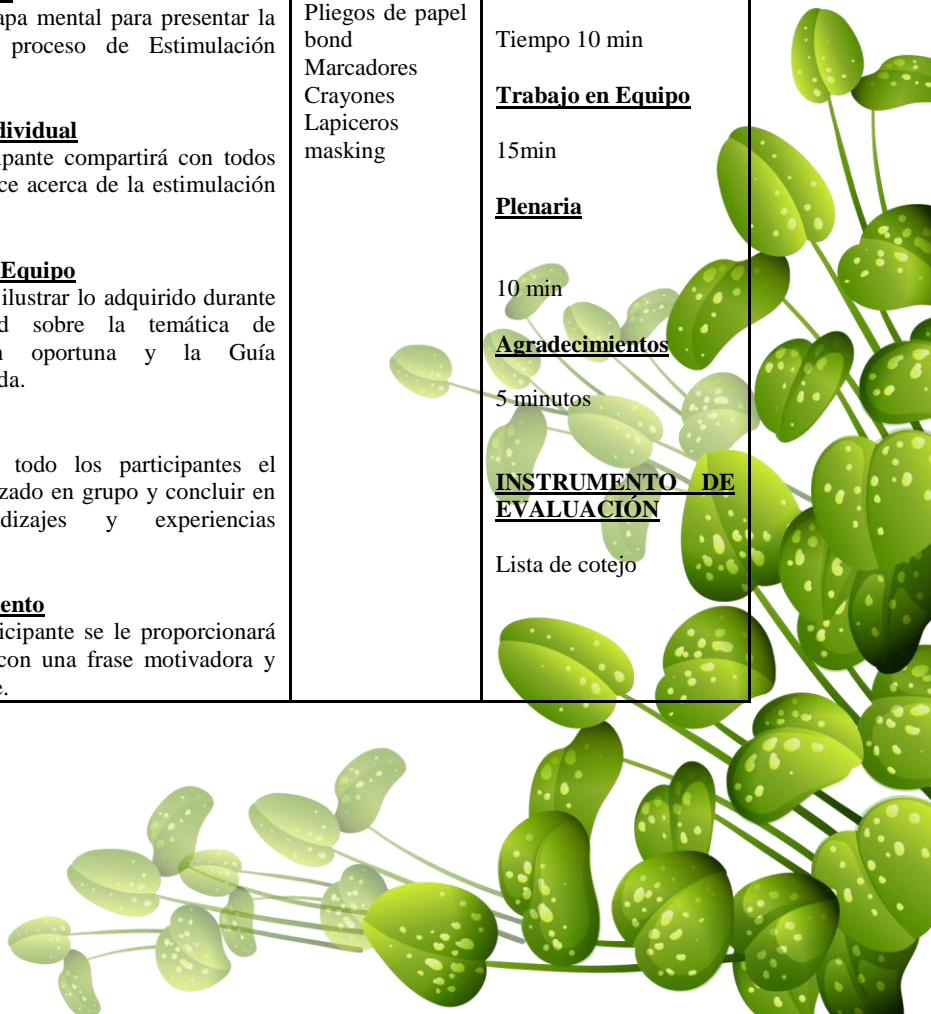 apa mental para presentar la
proceso de Estimulación
dividual
ipante compartirá con todos
ce acerca de la estimulación
Equipo
ilustrar lo adquirido durante
d sobre la temática de
n oportuna y la Guía
da.
todo los participantes el
zado en grupo y concluir en
dizajes y experiencias
ento
icipante se le proporcionará
con una frase motivadora y
e.
Pliegos de papel
bond
Marcadores
Crayones
Lapiceros
masking
Tiempo 10 min
Trabajo en Equipo
15min
Plenaria
10 min
Agradecimientos
5 minutos
INSTRUMENTO DE
EVALUACIÓN
Lista de cotejo